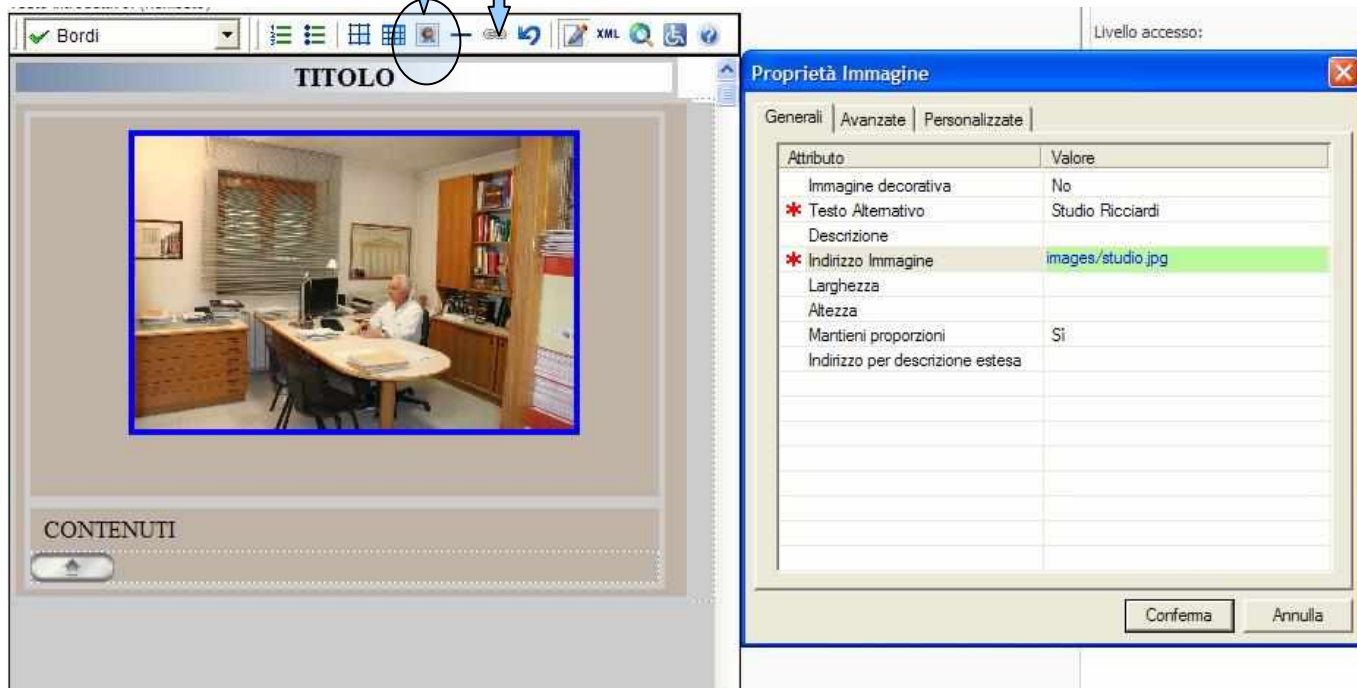 Bordi
XML
Livello accesso:
TITOLO
CONTENUTI
Proprietà Immagine
Generali Avanzate Personalizzate
Attributo Valore
Immagine decorativa No
* Testo Alternativo Studio Ricciardi
Descrizione
* Indirizzo Immagine images/studio.jpg
Larghezza
Altezza
Mantieni proporzioni Sì
Indirizzo per descrizione estesa
Conferma Annulla